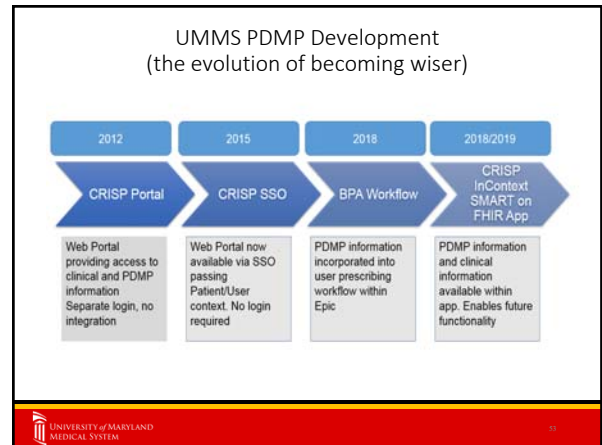 UMMS PDMP Development
(the evolution of becoming wiser)
2012
2015
2018
2018/2019
CRISP Portal
CRISP SSO
BPA Workflow
CRISP
InContext
SMART on
FHIR App
Web Portal
providing access to
clinical and PDMP
information
Separate login, no
integration
Web Portal now
available via SSO
passing
Patient/User
context. No login
required
PDMP information
incorporated into
user prescribing
workflow within
Epic
PDMP information
and clinical
information
available within
app. Enables future
functionality
UNIVERSITY of MARYLAND
MEDICAL SYSTEM